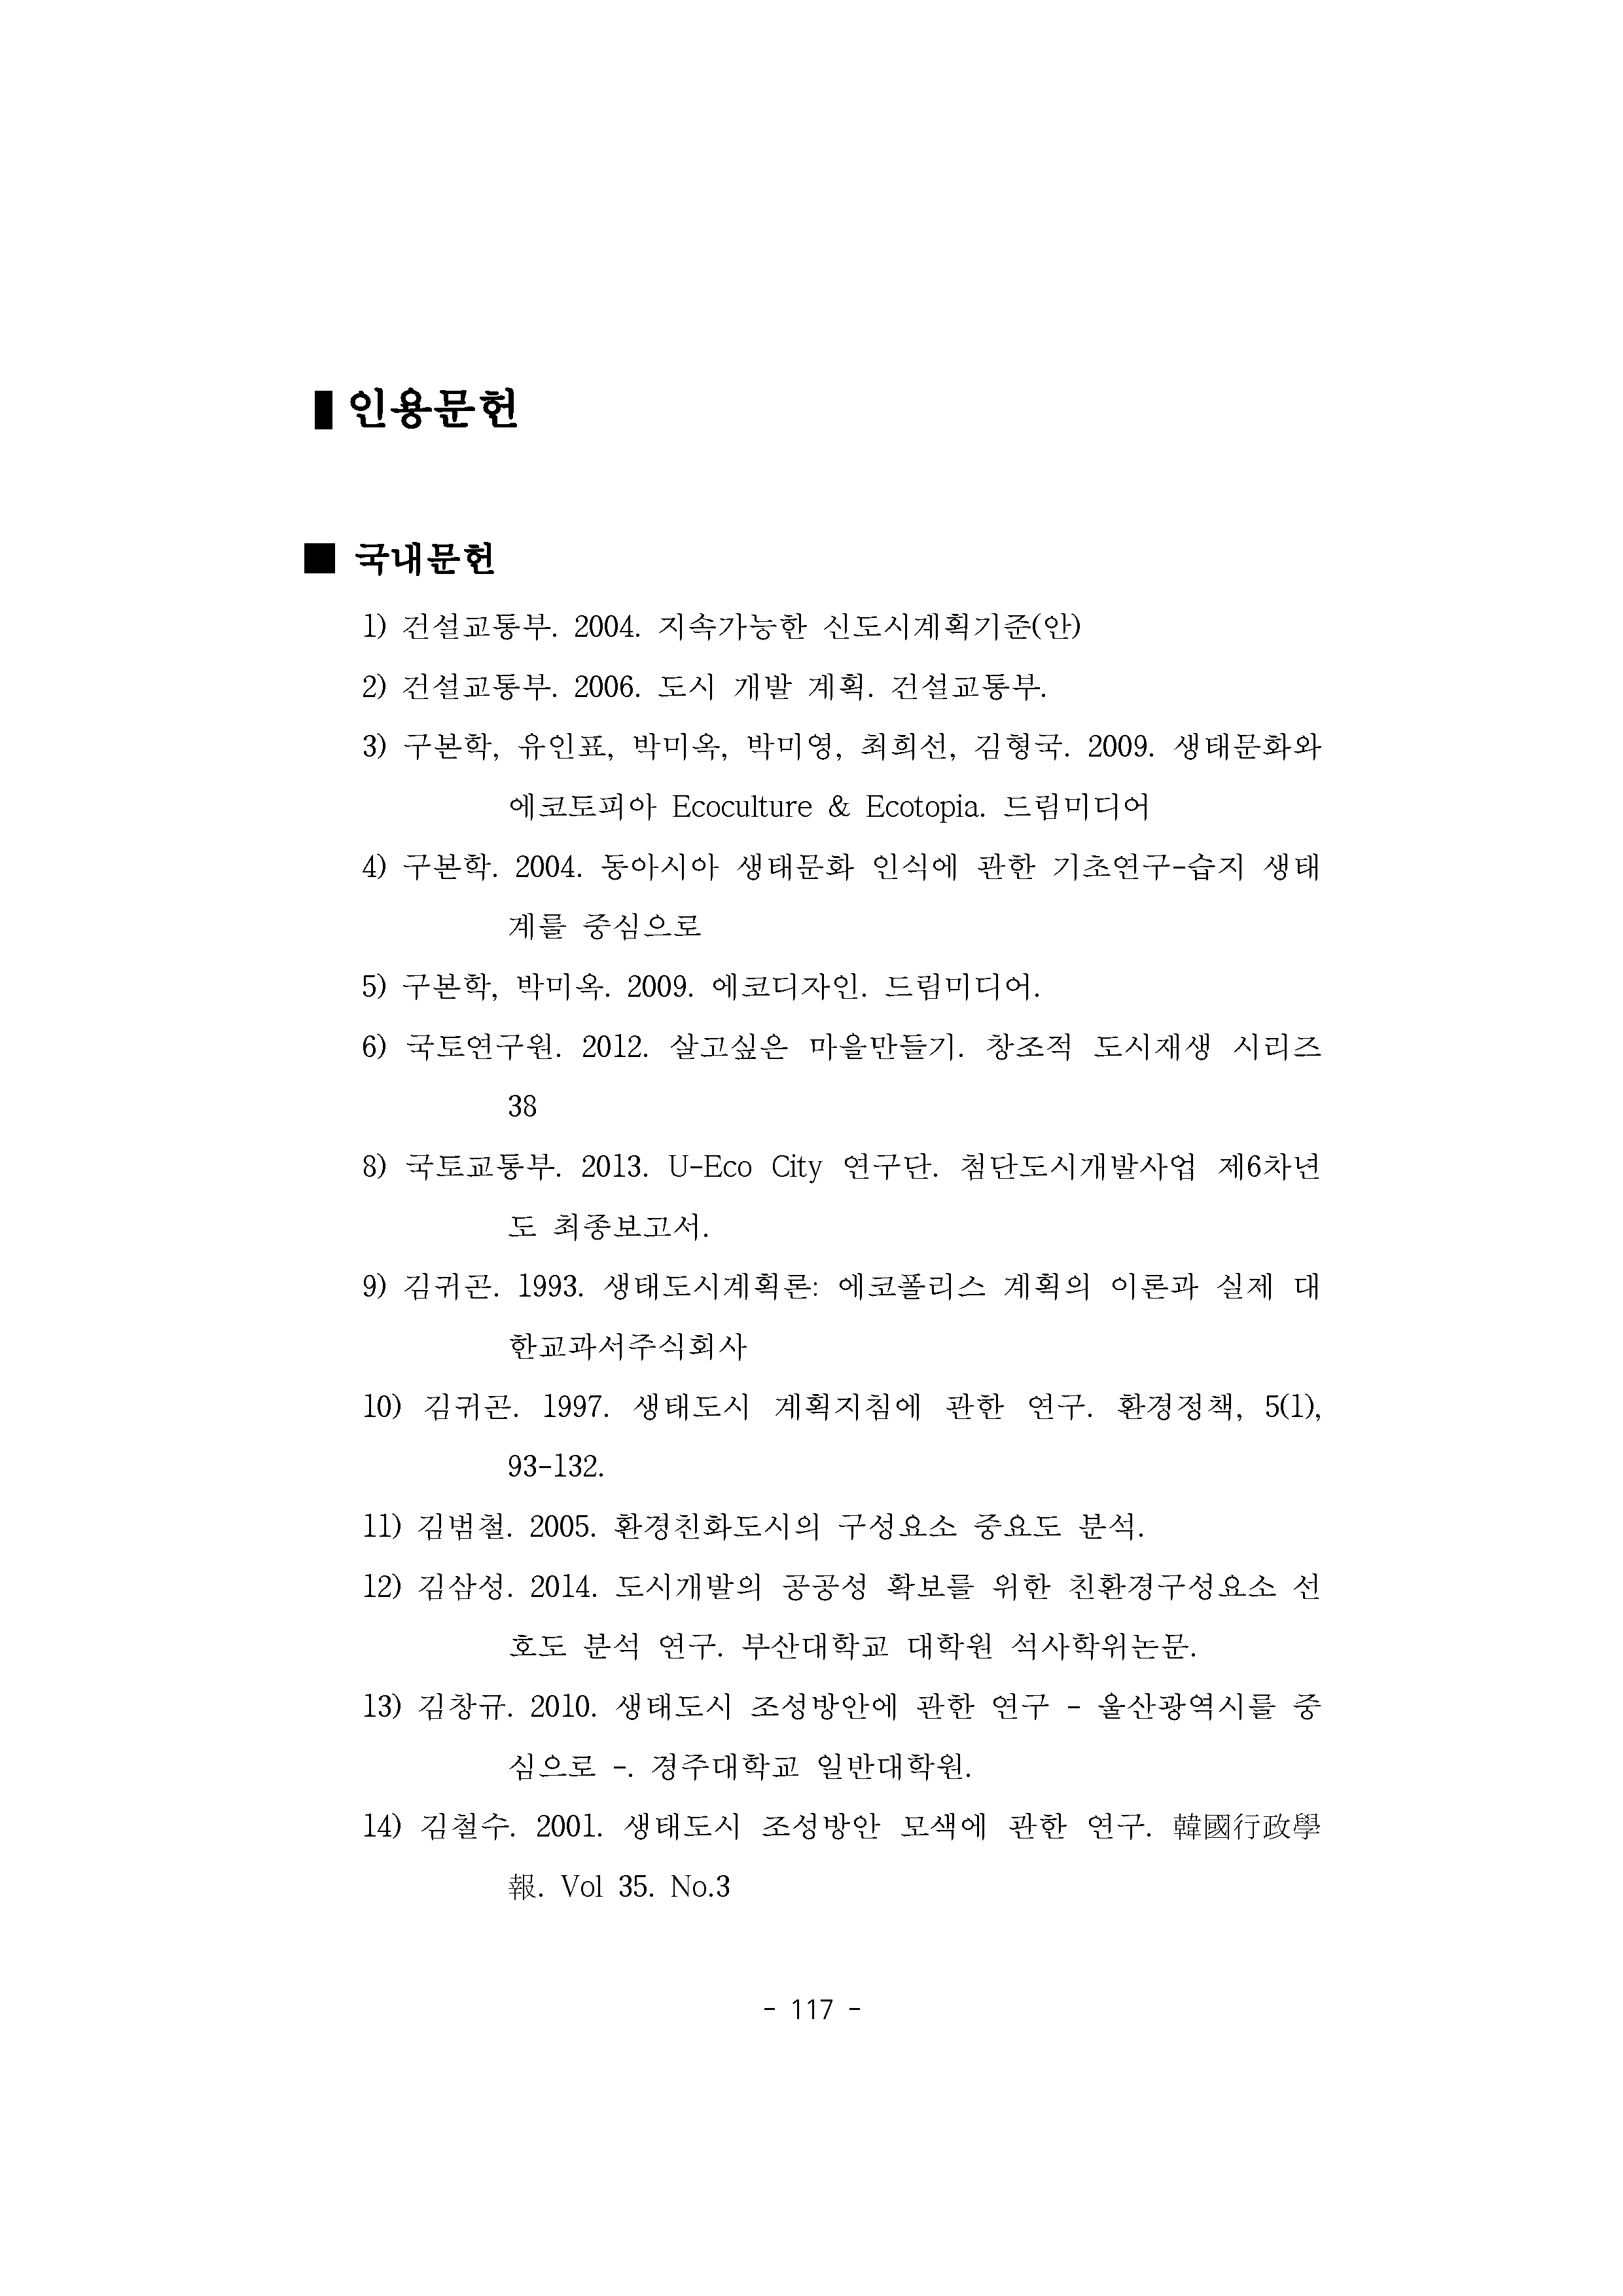 ▮ 인용문헌
■ 국내문헌
1) 건설교통부. 2004. 지속가능한 신도시계획기준(안)
2) 건설교통부. 2006. 도시 개발 계획. 건설교통부.
3) 구본학, 유인표, 박미옥, 박미영, 최희선, 김형국. 2009. 생태문화와
에코토피아 Ecoculture & Ecotopia. 드림미디어
4) 구본학. 2004. 동아시아 생태문화 인식에 관한 기초연구-습지 생태
계를 중심으로
5) 구본학, 박미옥. 2009. 에코디자인. 드림미디어.
6) 국토연구원. 2012. 살고싶은 마을만들기. 창조적 도시재생 시리즈
38
8) 국토교통부. 2013. U-Eco City 연구단. 첨단도시개발사업 제6차년
도 최종보고서.
9) 김귀곤. 1993. 생태도시계획론: 에코폴리스 계획의 이론과 실제 대
한교과서주식회사
10) 김귀곤. 1997. 생태도시 계획지침에 관한 연구. 환경정책, 5(1),
93-132.
11) 김범철. 2005. 환경친화도시의 구성요소 중요도 분석.
12) 김삼성. 2014. 도시개발의 공공성 확보를 위한 친환경구성요소 선
호도 분석 연구. 부산대학교 대학원 석사학위논문.
13) 김창규. 2010. 생태도시 조성방안에 관한 연구 - 울산광역시를 중
심으로 -. 경주대학교 일반대학원.
14) 김철수. 2001. 생태도시 조성방안 모색에 관한 연구. 韓國行政學
報. Vol 35. No.3
- 117 -